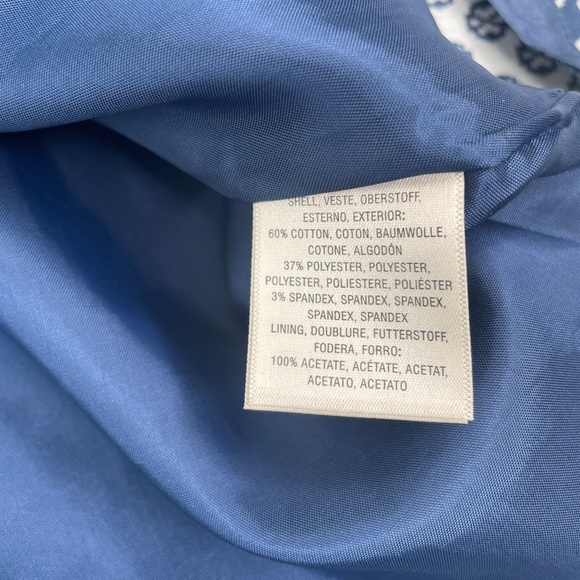 SHELL, VESTE, OBERSTOFF,
ESTERNO, EXTERIOR:
60% COTTON, COTON, BAUMWOLLE,
COTONE, ALGODÓN
37% POLYESTER, POLYESTER,
POLYESTER, POLIESTERE, POLIÉSTER
3% SPANDEX, SPANDEX, SPANDEX,
SPANDEX, SPANDEX
LINING, DOUBLURE, FUTTERSTOFF,
FODERA, FORRO:
100% ACETATE, ACÉTATE, ACETAT,
ACETATO, ACETATO